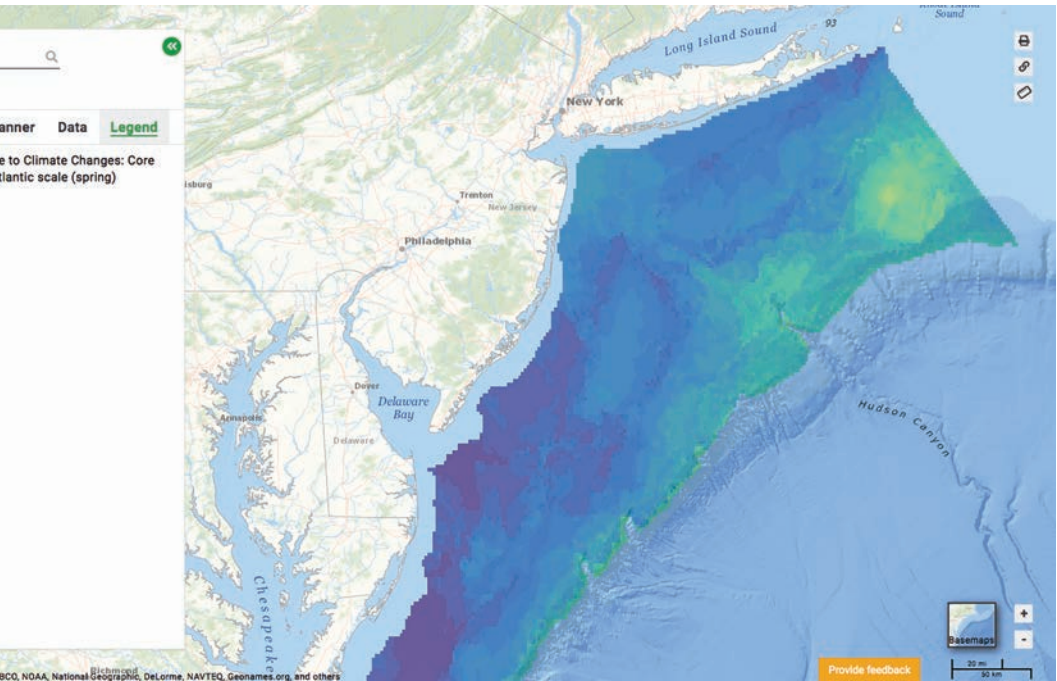 anner Data Legend
e to Climate Changes: Core
tlantic scale (spring)
Sound
Long Island Sound
93
New York
isburg
Trenton
New Jersey
Philadelphia
Dover
Delaware
Bay
Annapolis
Delaware
Hudson Canyon
Chesapeake
Richmond
Basemaps
+
-
20 mi
50 km
Provide feedback
BCO, NOAA, National Geographic, DeLorme, NAVTEQ, Geonames.org, and others